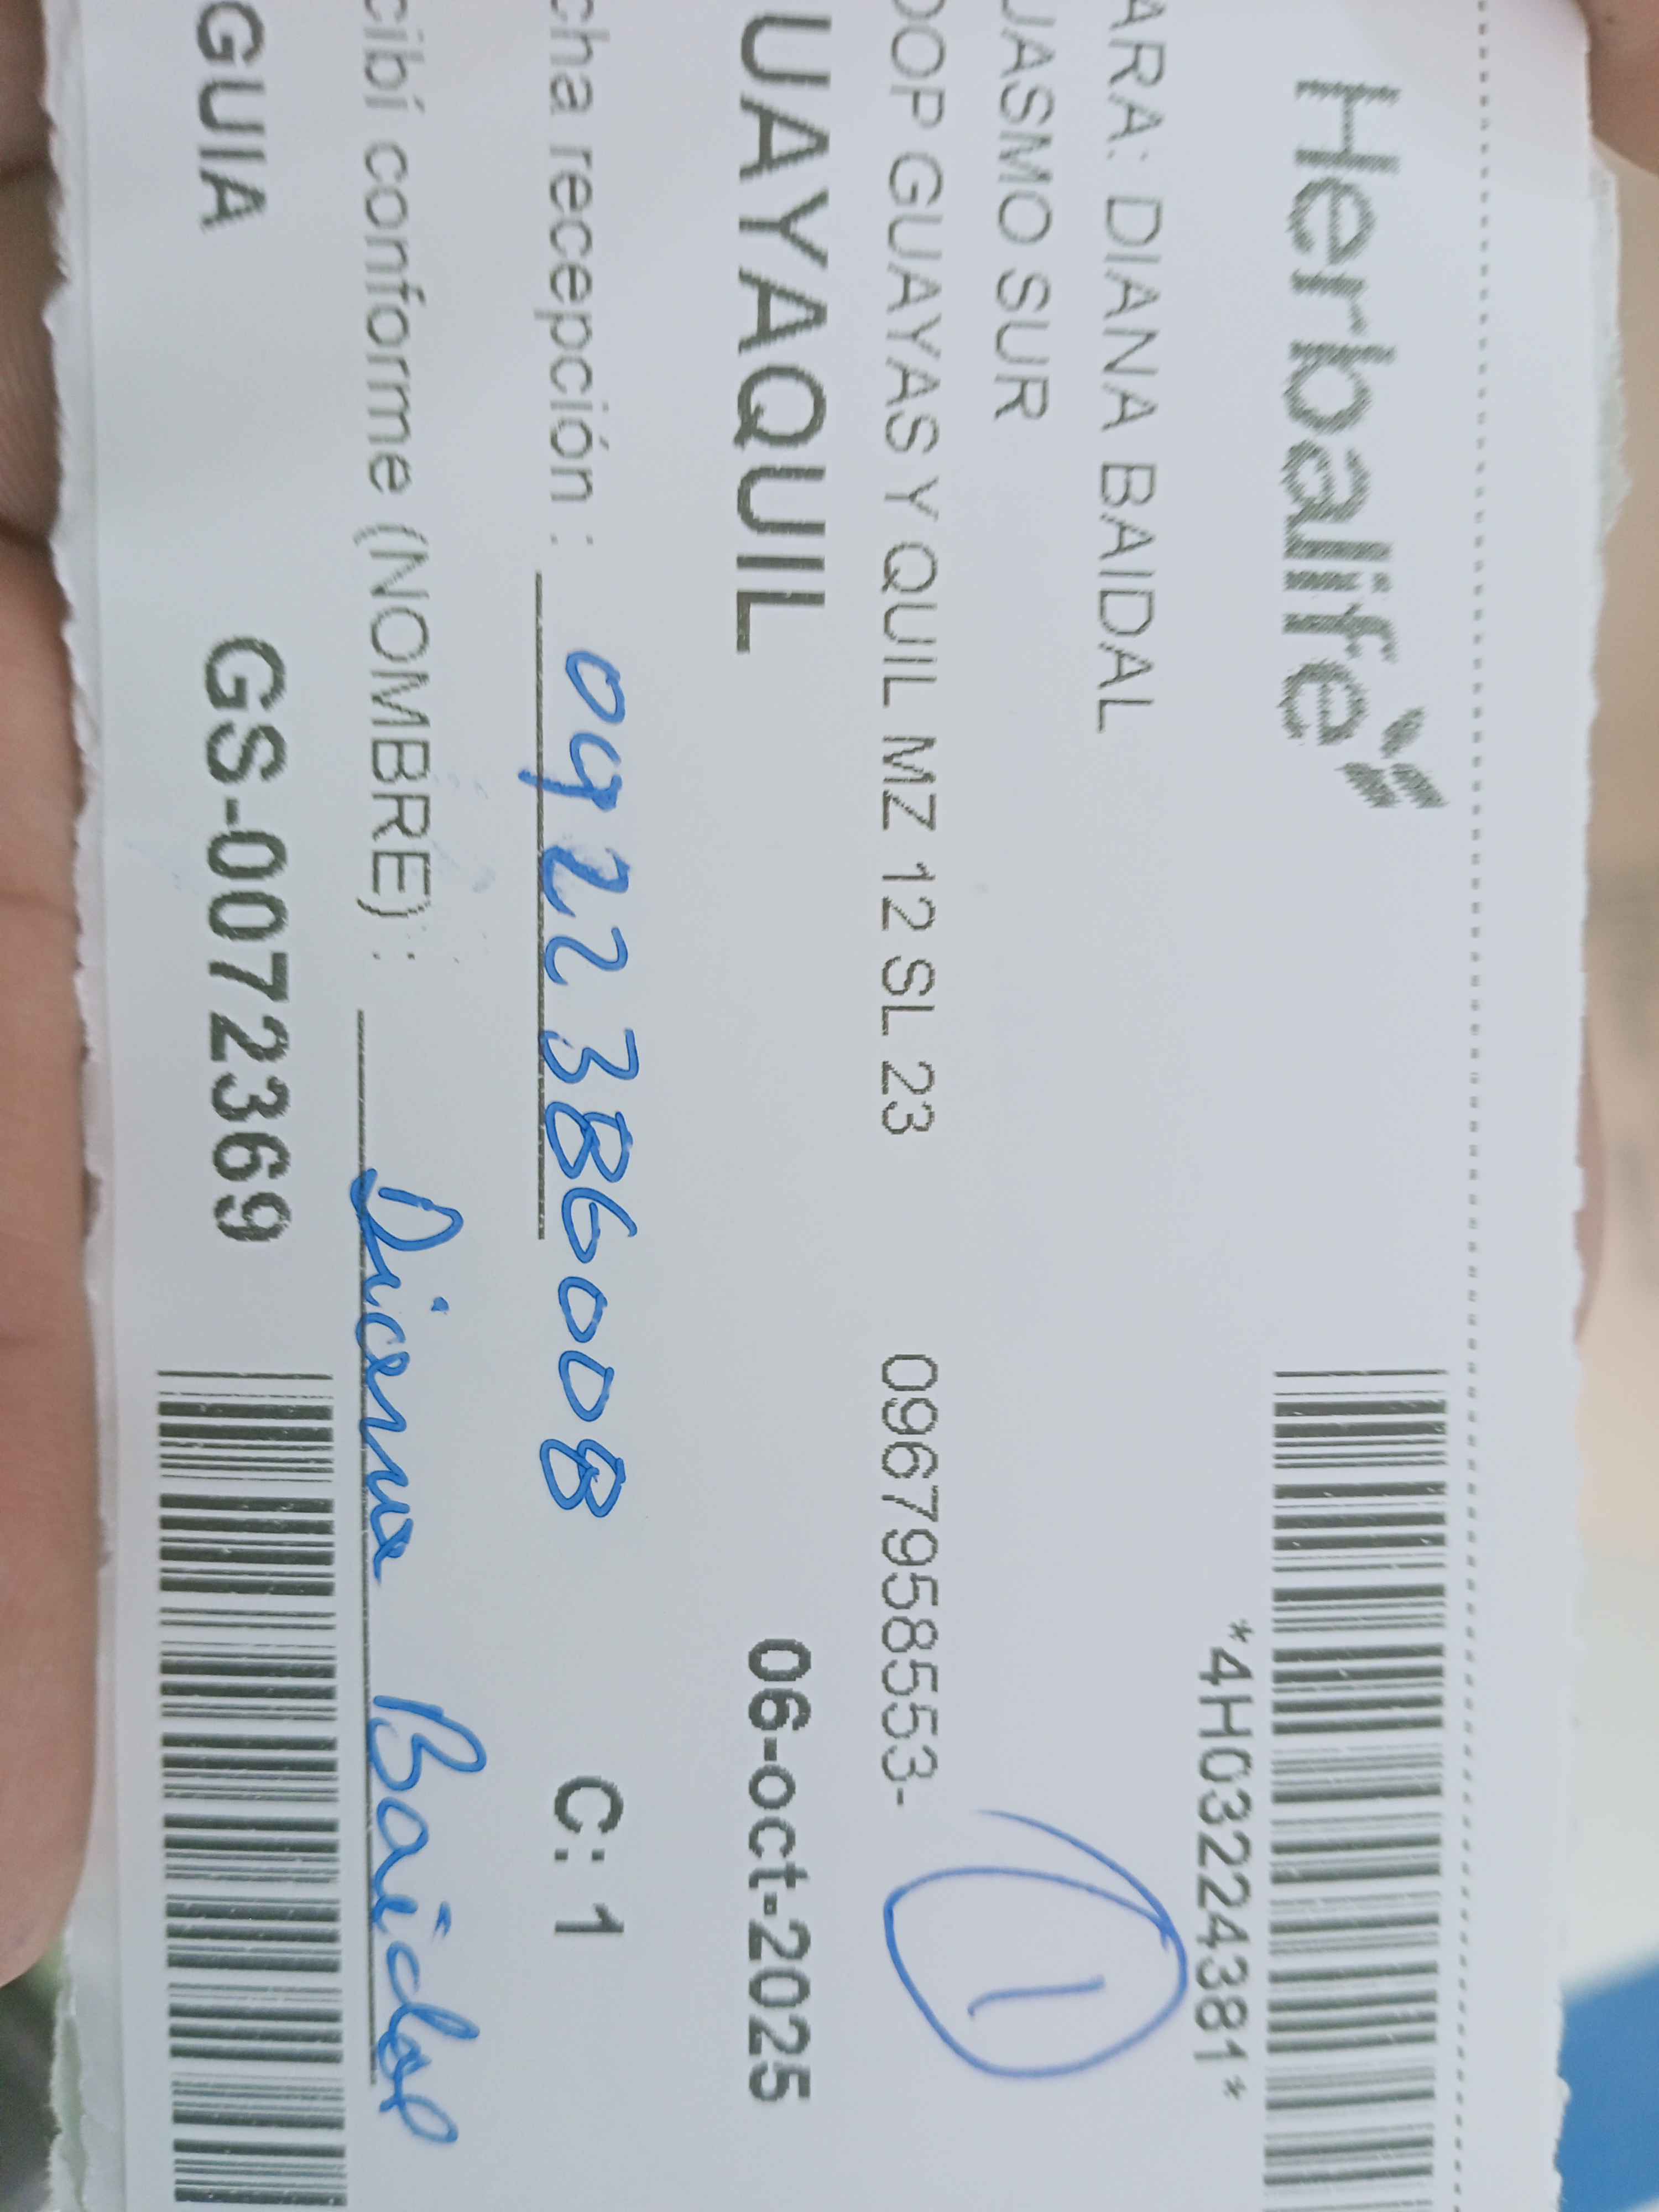 Herbalife
*4H03224381*
ARA: DIANA BAIDAL
JASMO SUR
OOP GUAYAS Y QUIL MZ 12 SL 23 0967958553-
1
UAYAQUIL 06-oct-2025
cha recepción : 0922386008 C: 1
cibí conforme (NOMBRE) : Diana Baidal
GUIA GS-0072369